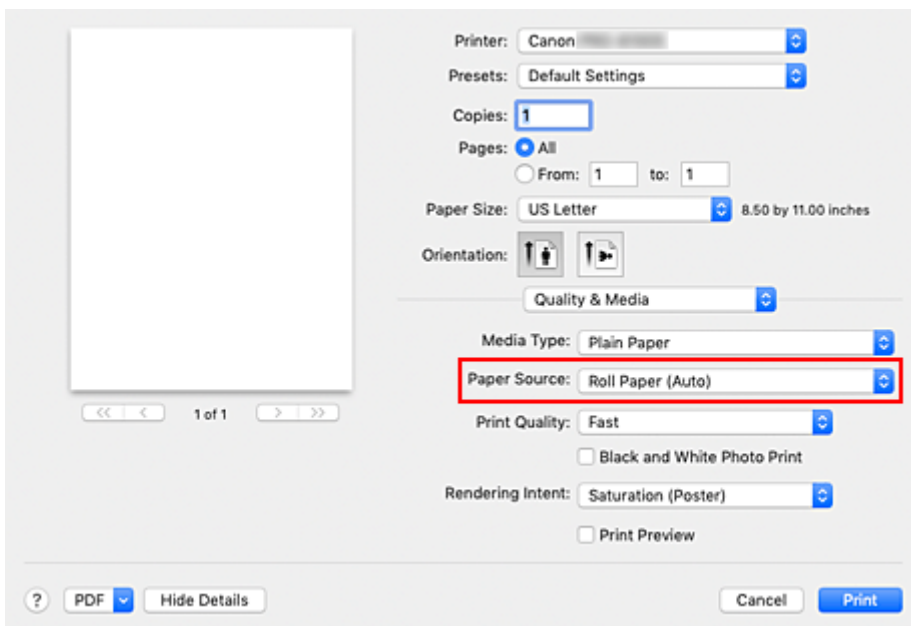 Printer: Canon
Presets: Default Settings
Copies: 1
Pages: All
From: 1 to: 1
Paper Size: US Letter 8.50 by 11.00 inches
Orientation:
Quality & Media
Media Type: Plain Paper
Paper Source: Roll Paper (Auto)
<< < 1 of 1 > >>
Print Quality: Fast
Black and White Photo Print
Rendering Intent: Saturation (Poster)
Print Preview
? PDF Hide Details Cancel Print